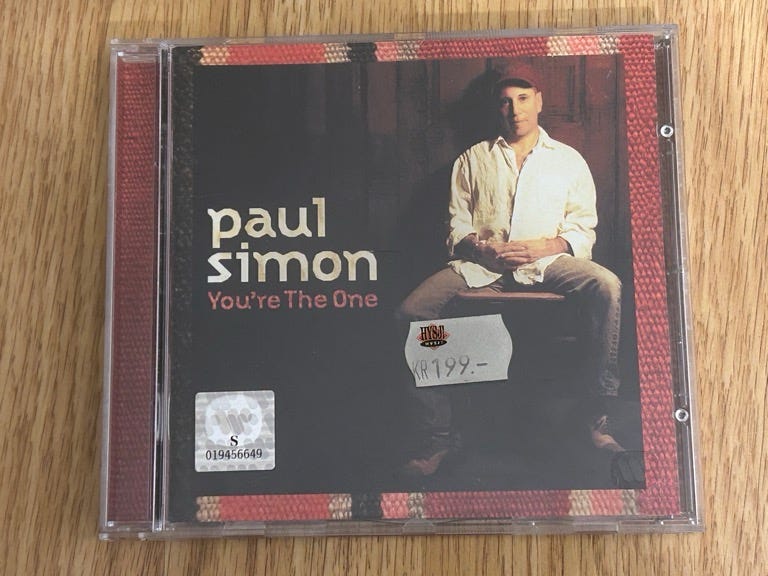 paul
simon
You're The One
KR 199.-
S
019456649